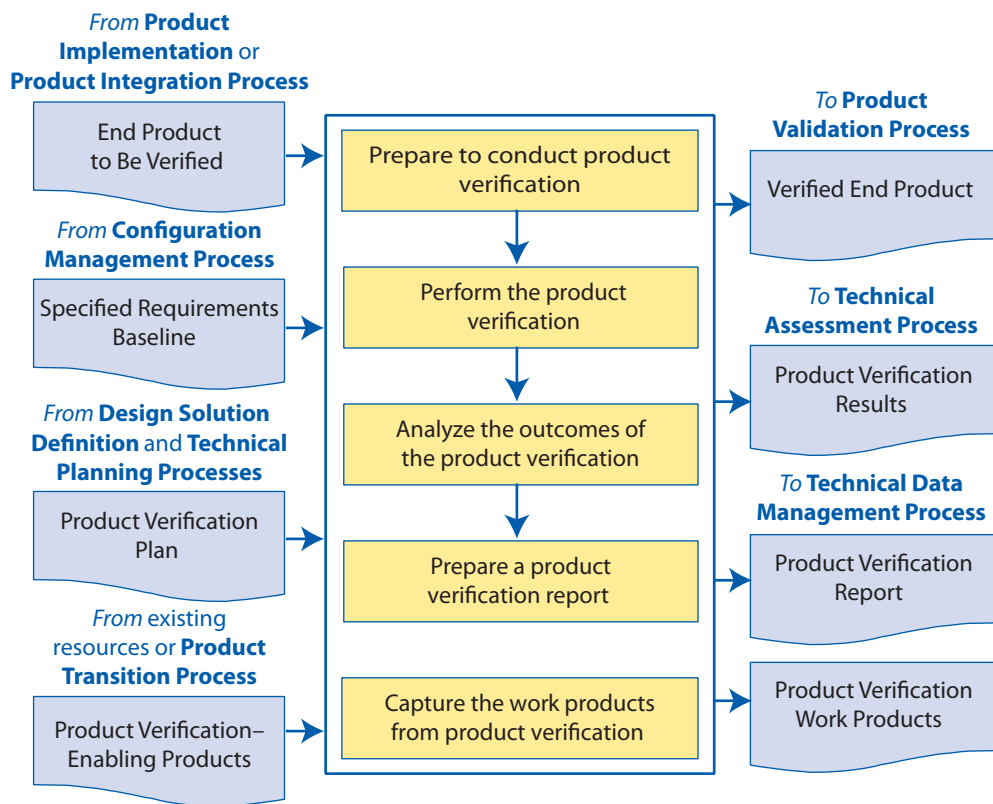 From Product
Implementation or
Product Integration Process
End Product
to Be Verified
From Configuration
Management Process
Specified Requirements
Baseline
From Design Solution
Definition and Technical
Planning Processes
Product Verification
Plan
From existing
resources or Product
Transition Process
Product Verification–
Enabling Products
Prepare to conduct product
verification
Perform the product
verification
Analyze the outcomes of
the product verification
Prepare a product
verification report
Capture the work products
from product verification
To Product
Validation Process
Verified End Product
To Technical
Assessment Process
Product Verification
Results
To Technical Data
Management Process
Product Verification
Report
Product Verification
Work Products